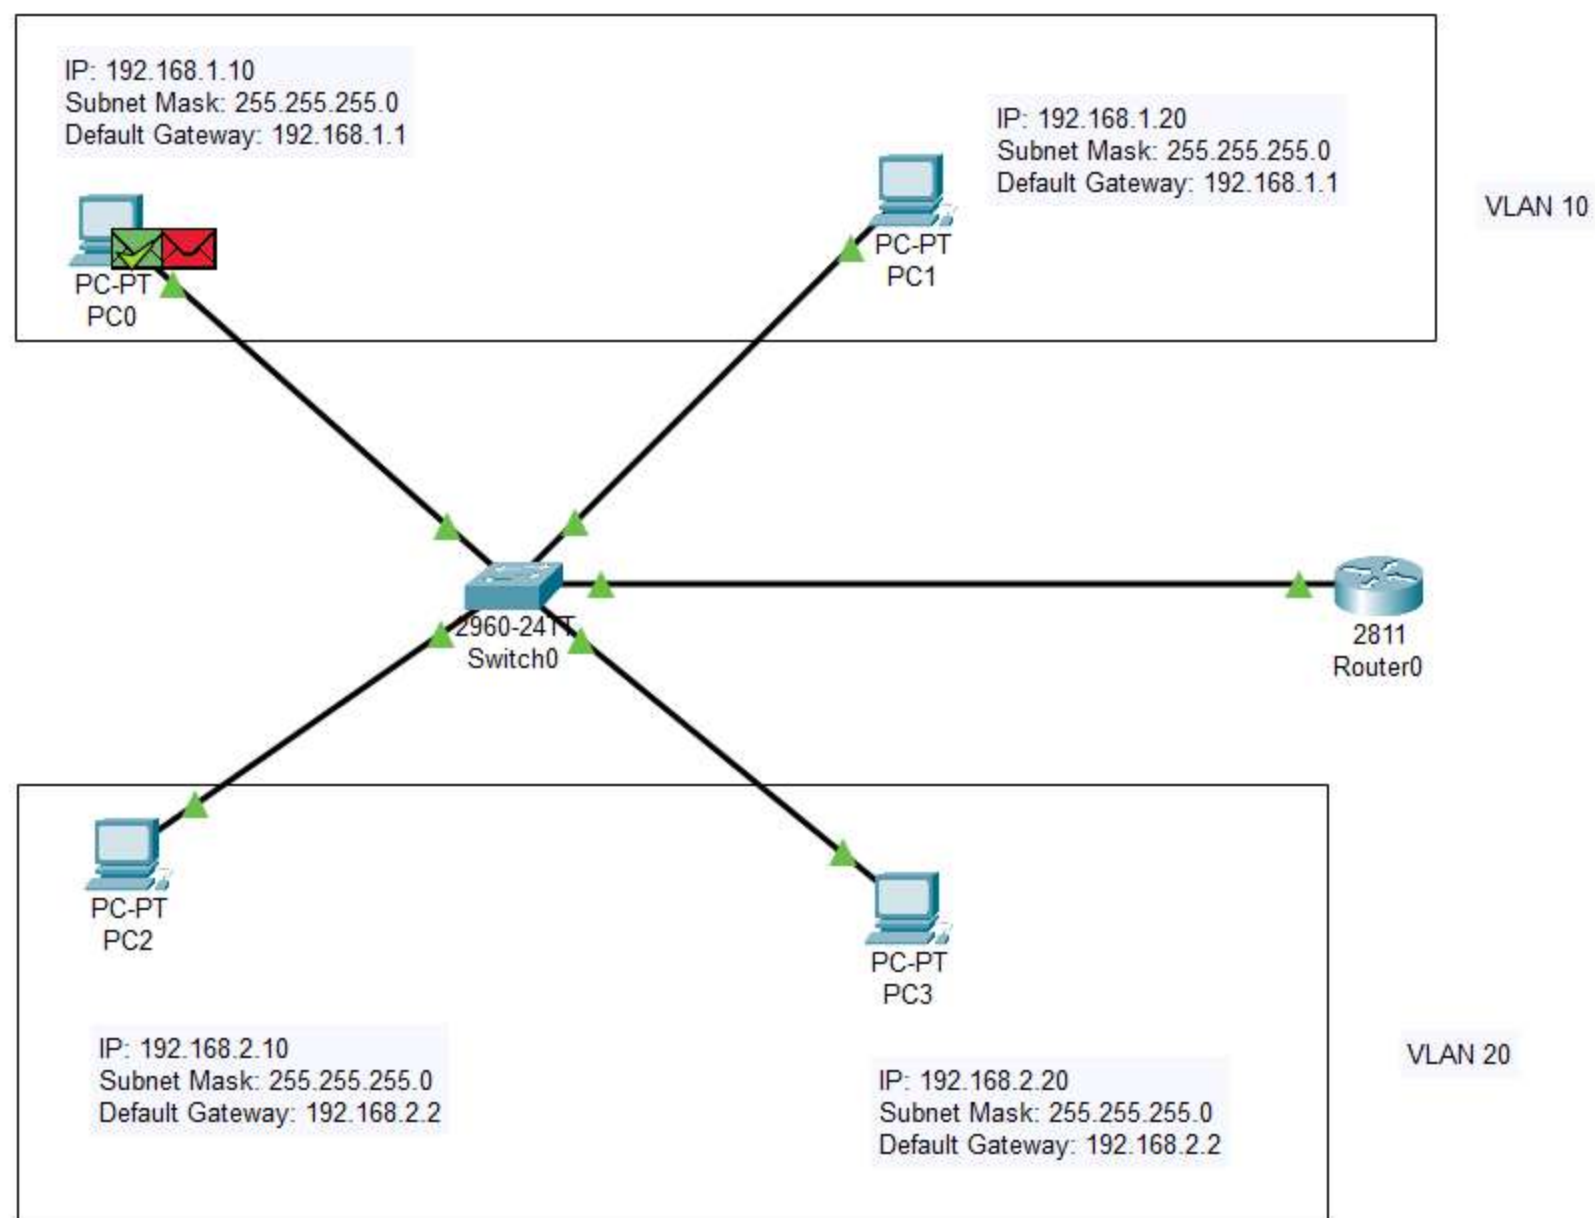 IP: 192.168.1.10
Subnet Mask: 255.255.255.0
Default Gateway: 192.168.1.1
IP: 192.168.1.20
Subnet Mask: 255.255.255.0
Default Gateway: 192.168.1.1
VLAN 10
PC-PT
PC0
PC-PT
PC1
2960-24TT
Switch0
2811
Router0
PC-PT
PC2
PC-PT
PC3
IP: 192.168.2.10
Subnet Mask: 255.255.255.0
Default Gateway: 192.168.2.2
IP: 192.168.2.20
Subnet Mask: 255.255.255.0
Default Gateway: 192.168.2.2
VLAN 20